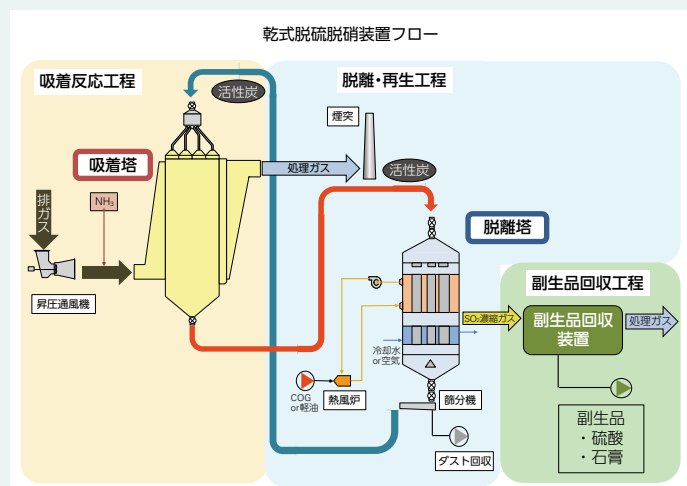 乾式脱硫脱硝装置フロー
吸着反応工程
脱離・再生工程
活性炭
煙突
吸着塔
処理ガス
活性炭
排ガス
NH₃
脱離塔
昇圧通風機
副生品回収工程
SO₂濃縮ガス
副生品回収
装置
処理ガス
冷却水
or空気
COG
or軽油
熱風炉
篩分機
ダスト回収
副生品
・硫酸
・石膏